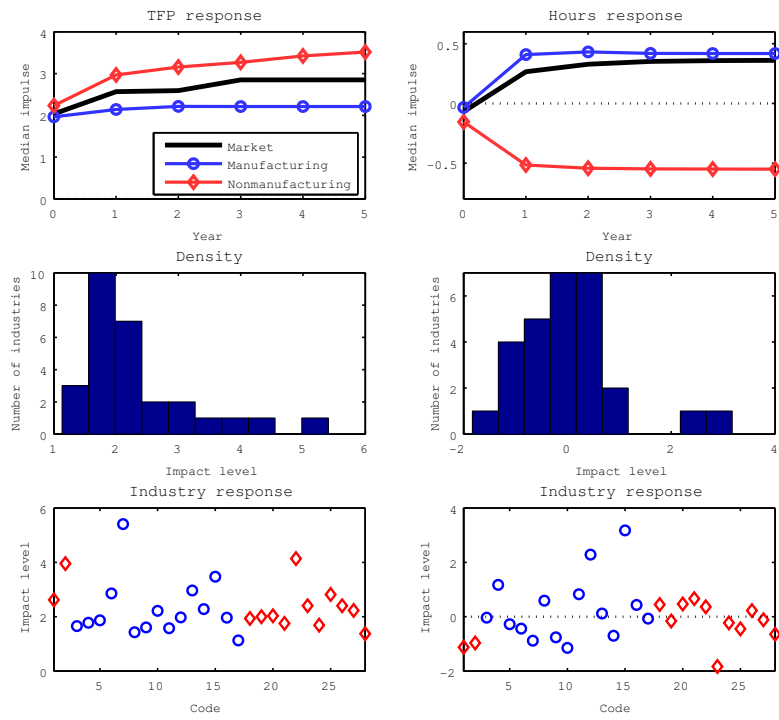 TFP response
Hours response
4
3
2
1
0
Median impulse
Market
Manufacturing
Nonmanufacturing
0 1 2 3 4 5
Year
0.5
0
−0.5
Median impulse
0 1 2 3 4 5
Year
Density
Density
10
8
6
4
2
0
Number of industries
1 2 3 4 5 6
Impact level
6
4
2
0
Number of industries
−2 0 2 4
Impact level
Industry response
Industry response
6
4
2
0
Impact level
5 10 15 20 25
Code
4
2
0
−2
Impact level
5 10 15 20 25
Code